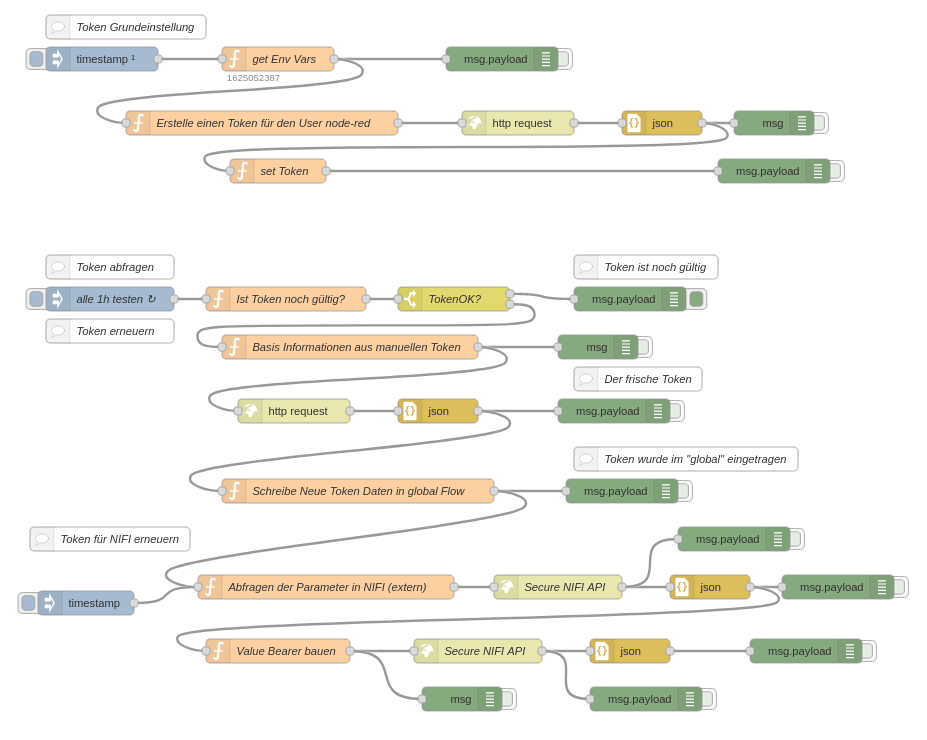 Token Grundeinstellung
timestamp ¹
get Env Vars
msg.payload
1625052387
Erstelle einen Token für den User node-red
http request
json
msg
set Token
msg.payload
Token abfragen
Token ist noch gültig
alle 1h testen ↻
Ist Token noch gültig?
TokenOK?
msg.payload
Token erneuern
Basis Informationen aus manuellen Token
msg
Der frische Token
http request
json
msg.payload
Token wurde im "global" eingetragen
Schreibe Neue Token Daten in global Flow
msg.payload
Token für NIFI erneuern
msg.payload
timestamp
Abfragen der Parameter in NIFI (extern)
Secure NIFI API
json
msg.payload
Value Bearer bauen
Secure NIFI API
json
msg.payload
msg
msg.payload